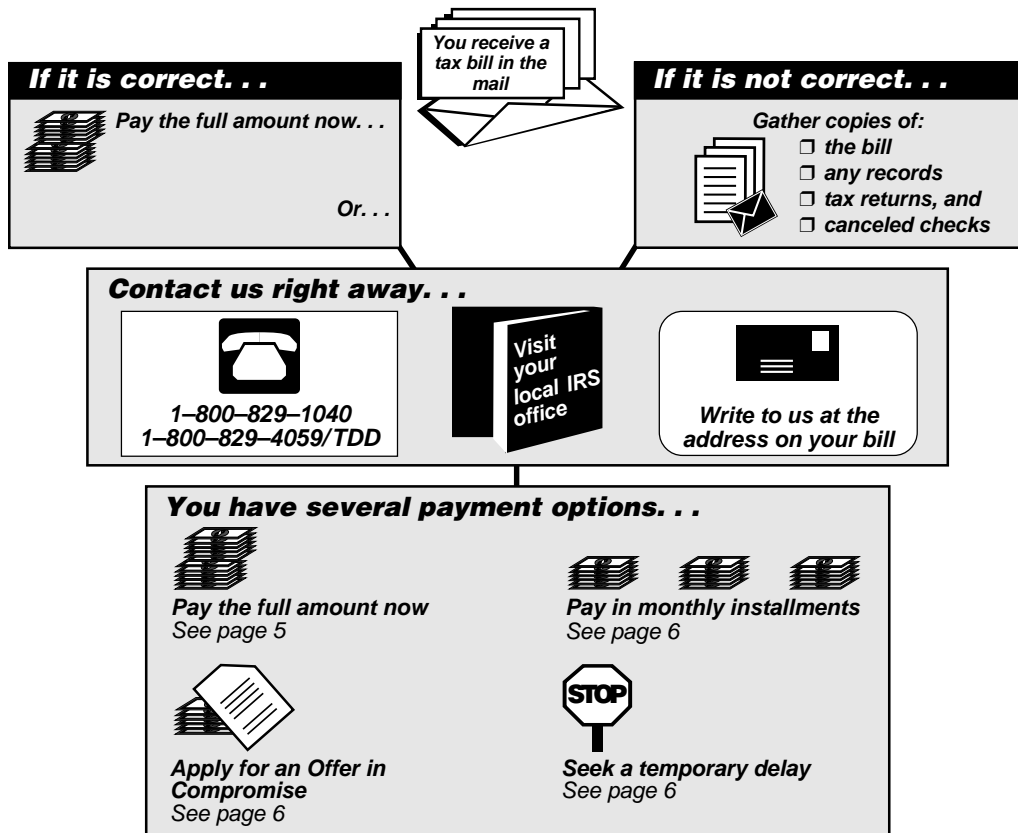 You receive a
tax bill in the
mail
If it is correct. . .
Pay the full amount now. . .
Or. . .
If it is not correct. . .
Gather copies of:
❒ the bill
❒ any records
❒ tax returns, and
❒ canceled checks
Contact us right away. . .
1–800–829–1040
1–800–829–4059/TDD
Visit
your
local IRS
office
Write to us at the
address on your bill
You have several payment options. . .
Pay the full amount now
See page 5
Pay in monthly installments
See page 6
Apply for an Offer in
Compromise
See page 6
STOP
Seek a temporary delay
See page 6